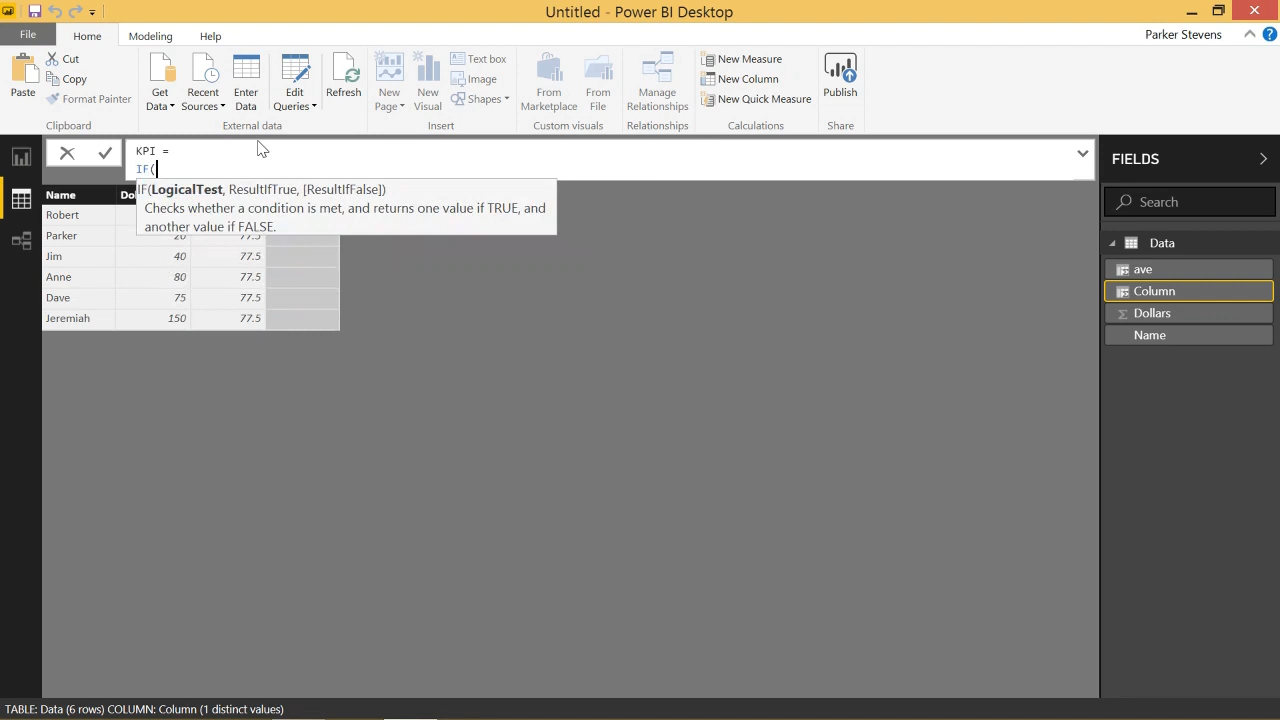 Untitled - Power BI Desktop
File
Home
Modeling
Help
Parker Stevens
Paste
Cut
Copy
Format Painter
Clipboard
Get Data
Recent Sources
Enter Data
Edit Queries
External data
Refresh
New Page
New Visual
Text box
Image
Shapes
Insert
From Marketplace
From File
Custom visuals
Manage Relationships
Relationships
New Measure
New Column
New Quick Measure
Calculations
Publish
Share
KPI =
IF(
IF(LogicalTest, ResultIfTrue, [ResultIfFalse])
Checks whether a condition is met, and returns one value if TRUE, and
another value if FALSE.
Name
Robert
Parker 20 77.5
Jim 40 77.5
Anne 80 77.5
Dave 75 77.5
Jeremiah 150 77.5
FIELDS
Search
Data
ave
Column
Dollars
Name
TABLE: Data (6 rows) COLUMN: Column (1 distinct values)